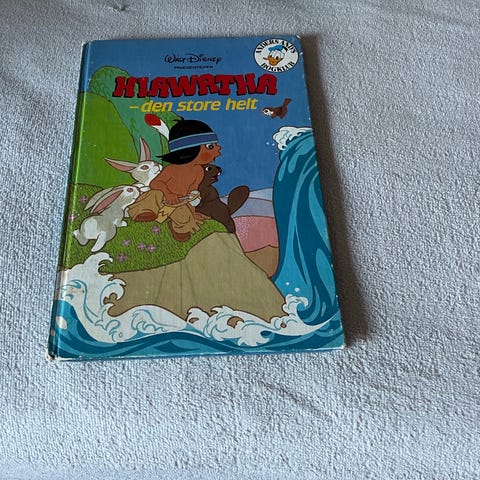 WALT DISNEY
PRÆSENTERER
HIAWATHA
– den store helt
ANDERS AND'S
BOGKLUB